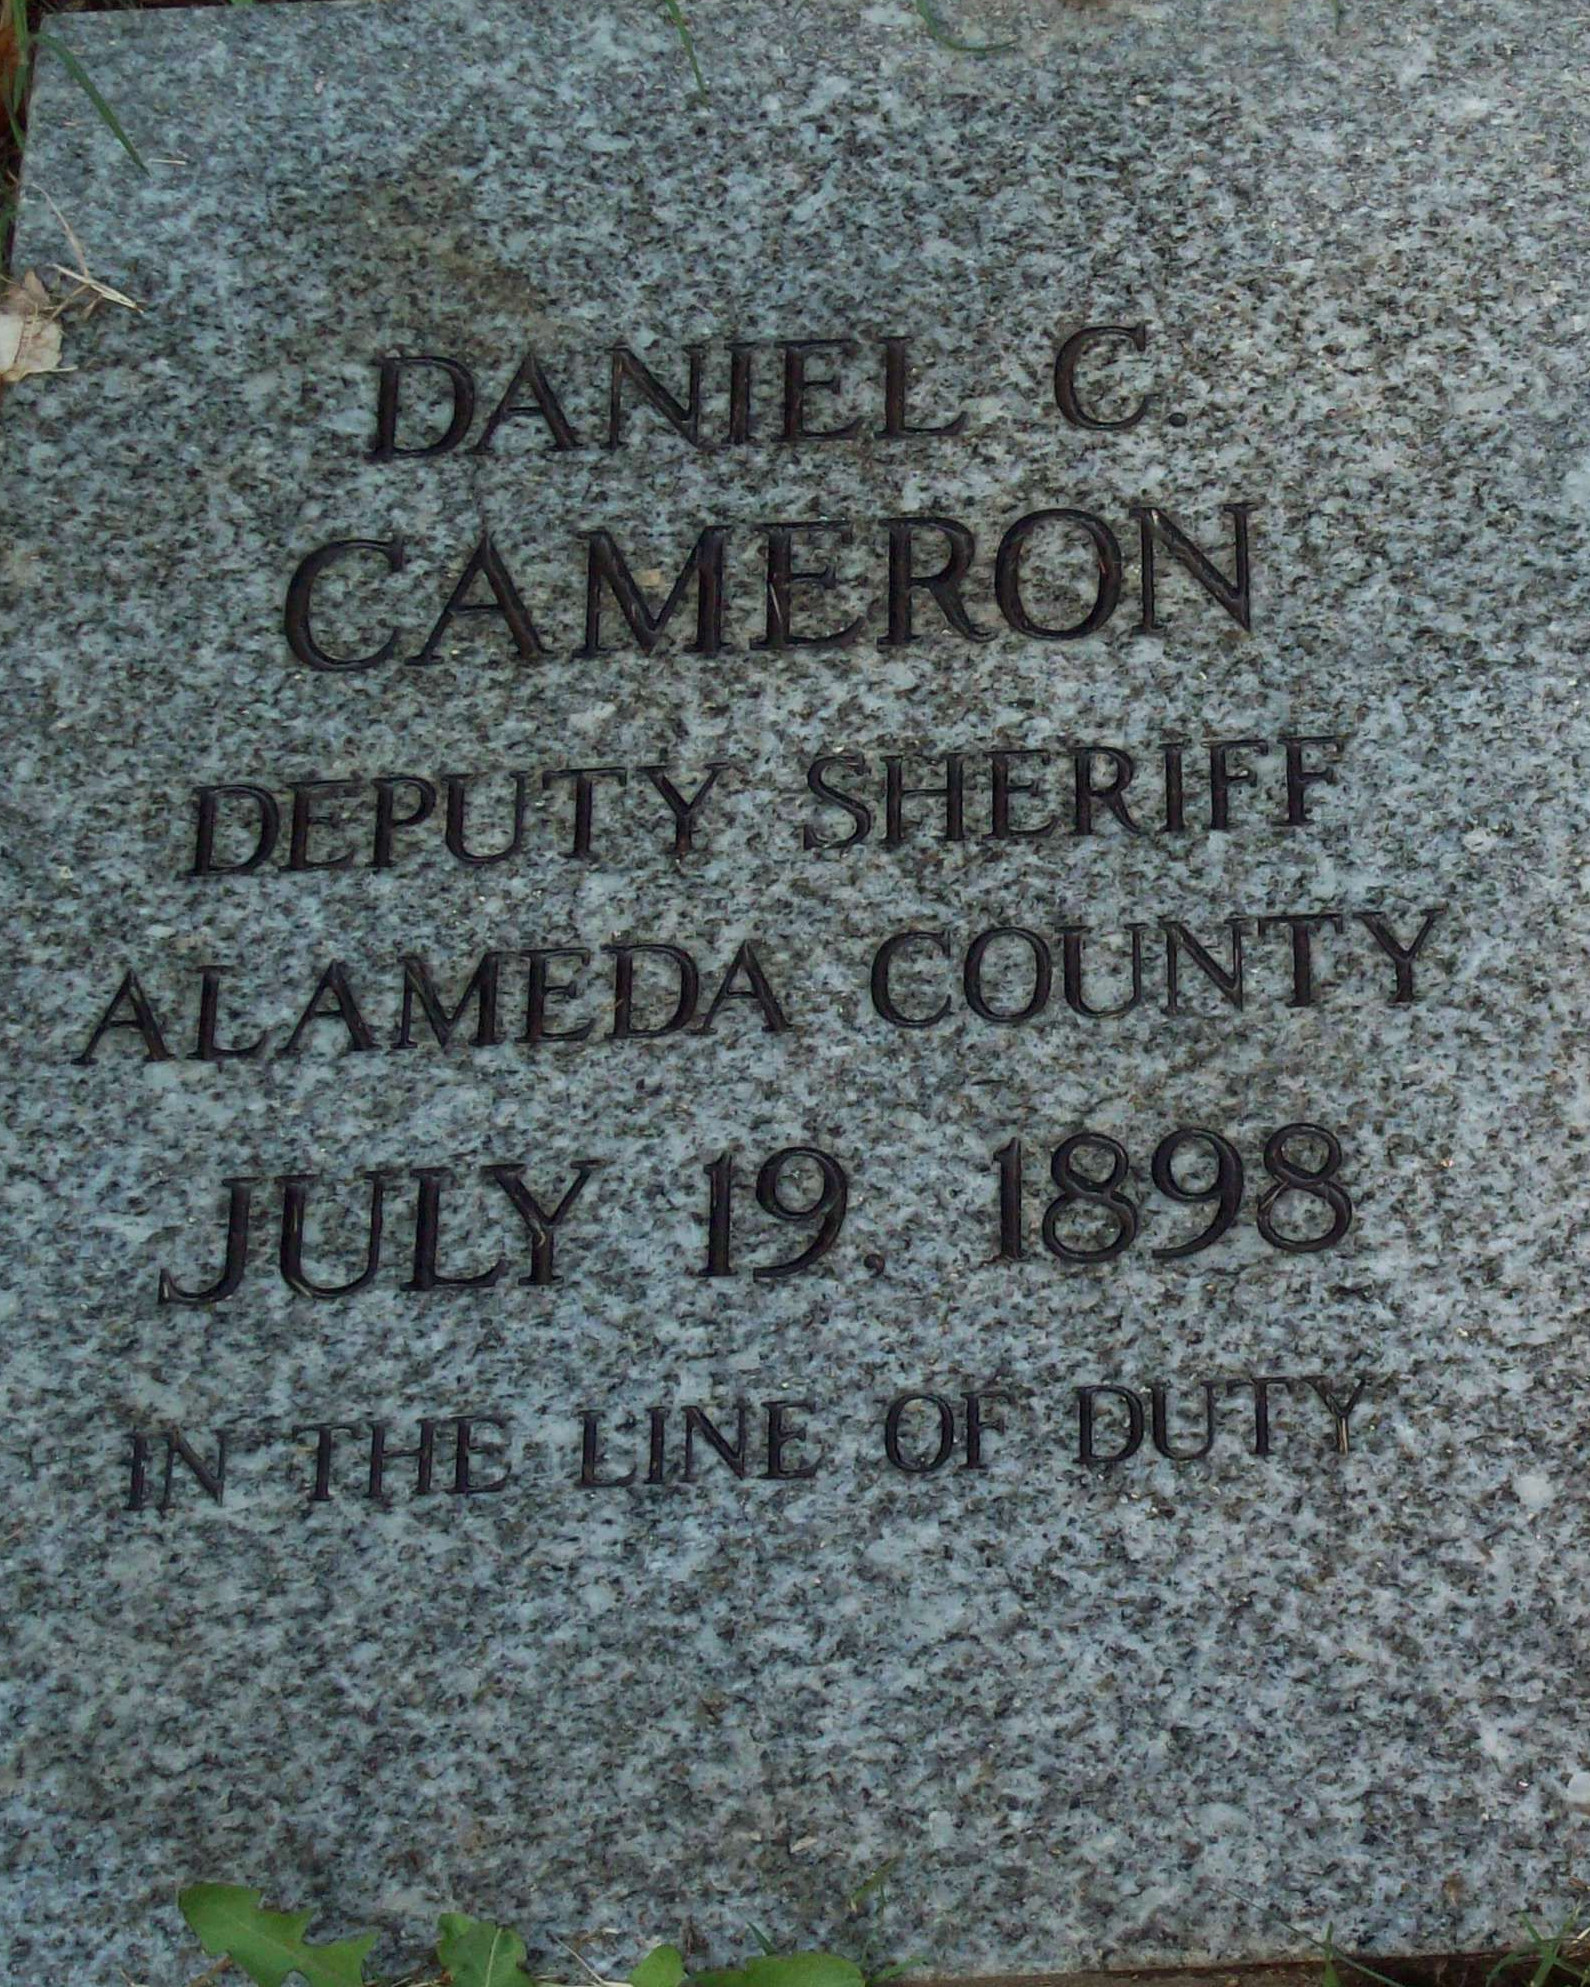 DANIEL C.
CAMERON
DEPUTY SHERIFF
ALAMEDA COUNTY
JULY 19, 1898
IN THE LINE OF DUTY